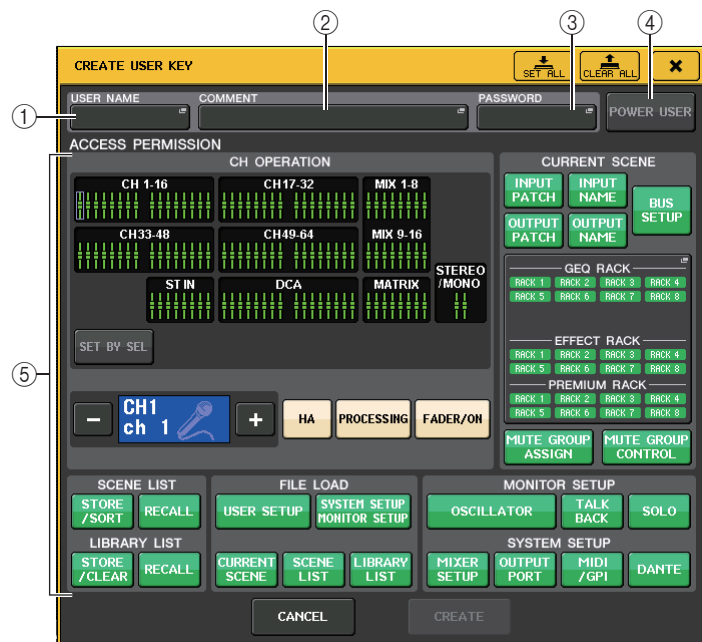 ② ③ ④
CREATE USER KEY
SET ALL
CLEAR ALL
①
USER NAME
COMMENT
PASSWORD
POWER USER
⑤
ACCESS PERMISSION
CH OPERATION
CH 1-16
CH17-32
MIX 1-8
CH33-48
CH49-64
MIX 9-16
ST IN
DCA
MATRIX
STEREO
/MONO
SET BY SEL
CH1
ch 1
HA
PROCESSING
FADER/ON
CURRENT SCENE
INPUT
PATCH
INPUT
NAME
BUS
SETUP
OUTPUT
PATCH
OUTPUT
NAME
GEQ RACK
RACK 1 RACK 2 RACK 3 RACK 4
RACK 5 RACK 6 RACK 7 RACK 8
EFFECT RACK
RACK 1 RACK 2 RACK 3 RACK 4
RACK 5 RACK 6 RACK 7 RACK 8
PREMIUM RACK
RACK 1 RACK 2 RACK 3 RACK 4
RACK 5 RACK 6 RACK 7 RACK 8
MUTE GROUP
ASSIGN
MUTE GROUP
CONTROL
SCENE LIST
STORE
/SORT
RECALL
LIBRARY LIST
STORE
/CLEAR
RECALL
FILE LOAD
USER SETUP
SYSTEM SETUP
MONITOR SETUP
CURRENT
SCENE
SCENE
LIST
LIBRARY
LIST
MONITOR SETUP
OSCILLATOR
TALK
BACK
SOLO
SYSTEM SETUP
MIXER
SETUP
OUTPUT
PORT
MIDI
/GPI
DANTE
CANCEL
CREATE